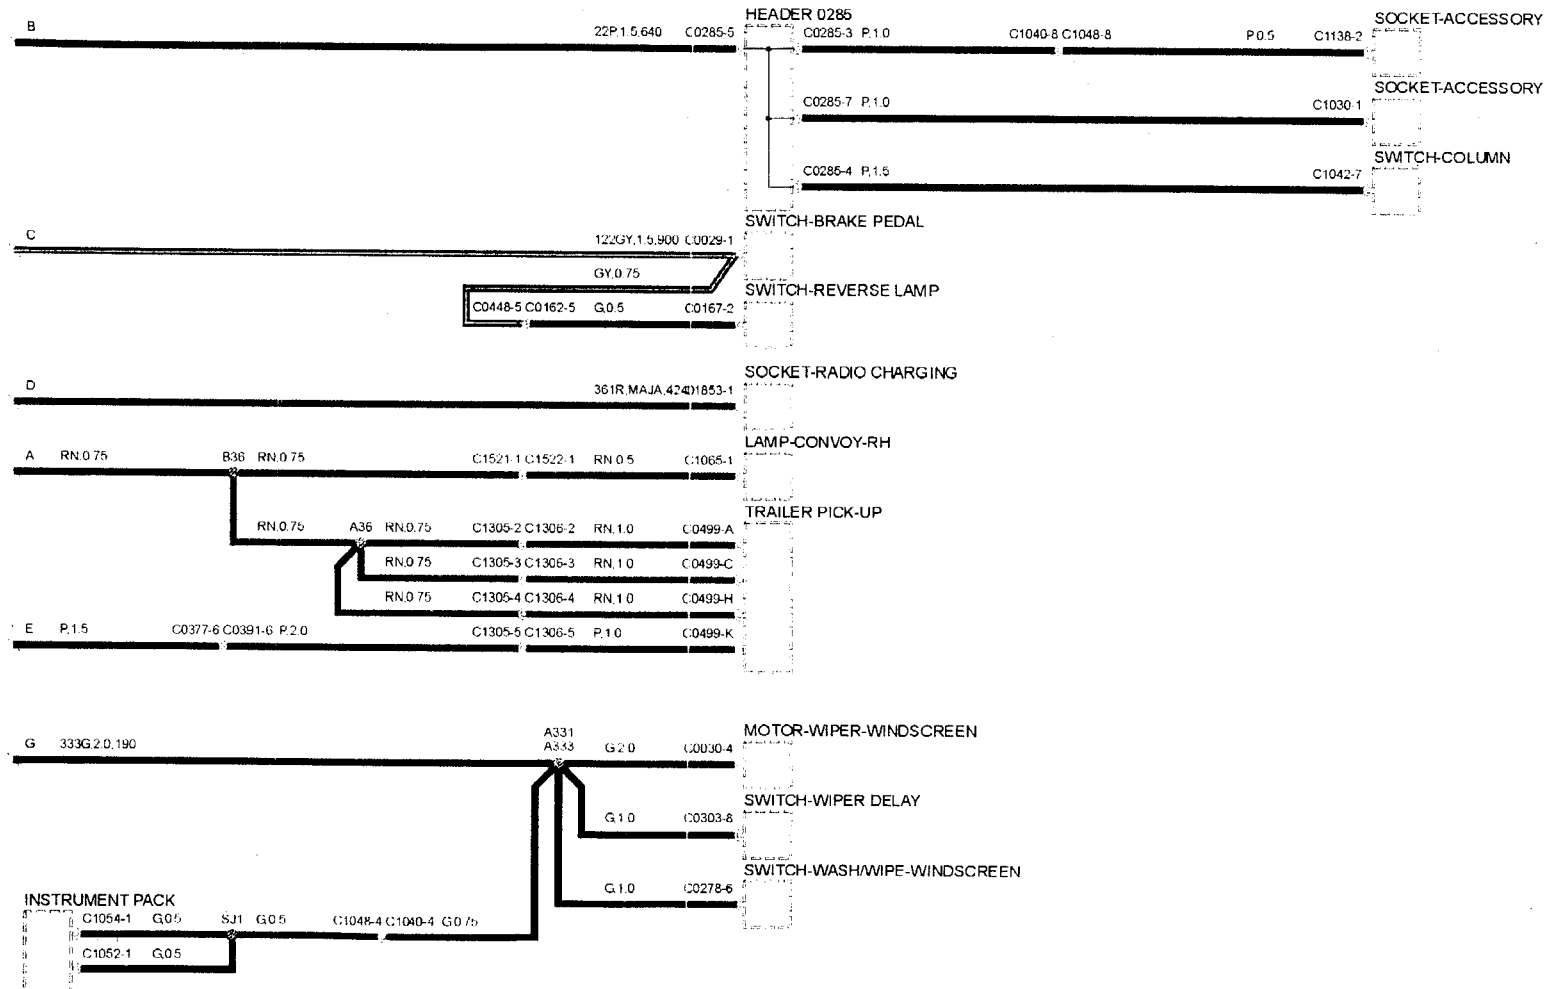 HEADER 0285
SOCKET-ACCESSORY
B
22P,1.5,640 C0285-5
C0285-3 P,1.0
C1040-8 C1048-8
P,0.5
C1138-2
SOCKET-ACCESSORY
C0285-7 P,1.0
C1030-1
SWITCH-COLUMN
C0285-4 P,1.5
C1042-7
SWITCH-BRAKE PEDAL
C
122GY,1.5,900 C0029-1
GY,0.75
SWITCH-REVERSE LAMP
C0448-5 C0162-5 G,0.5 C0167-2
SOCKET-RADIO CHARGING
D
361R,MAJA,424 1853-1
LAMP-CONVOY-RH
A RN,0.75 B36 RN,0.75 C1521-1 C1522-1 RN,0.5 C1065-1
TRAILER PICK-UP
RN,0.75 A36 RN,0.75 C1305-2 C1306-2 RN,1.0 C0499-A
RN,0.75 C1305-3 C1306-3 RN,1.0 C0499-C
RN,0.75 C1305-4 C1306-4 RN,1.0 C0499-H
E P,1.5 C0377-6 C0391-6 P,2.0 C1305-5 C1306-5 P,1.0 C0499-K
MOTOR-WIPER-WINDSCREEN
A331
G 333G,2.0,190 A333 G,2.0 C0030-4
SWITCH-WIPER DELAY
G,1.0 C0303-8
SWITCH-WASH/WIPE-WINDSCREEN
G,1.0 C0278-6
INSTRUMENT PACK
C1054-1 G,0.5 SJ1 G,0.5 C1048-4 C1040-4 G,0.75
C1052-1 G,0.5